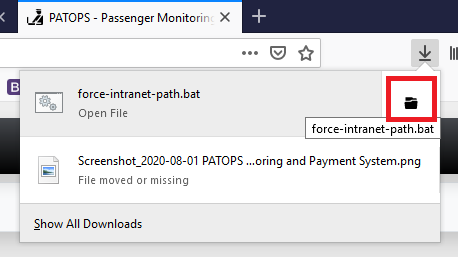 PATOPS - Passenger Monitoring
B
force-intranet-path.bat
Open File
force-intranet-path.bat
Screenshot_2020-08-01 PATOPS ...oring and Payment System.png
File moved or missing
Show All Downloads